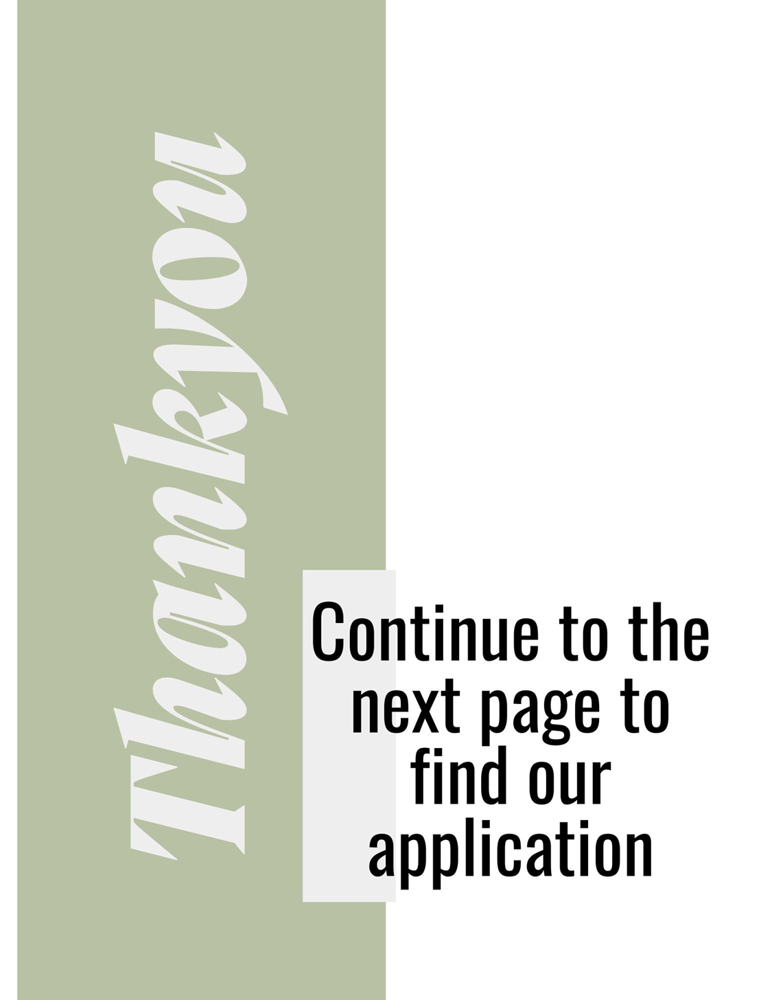 Thankyou
Continue to the
next page to
find our
application